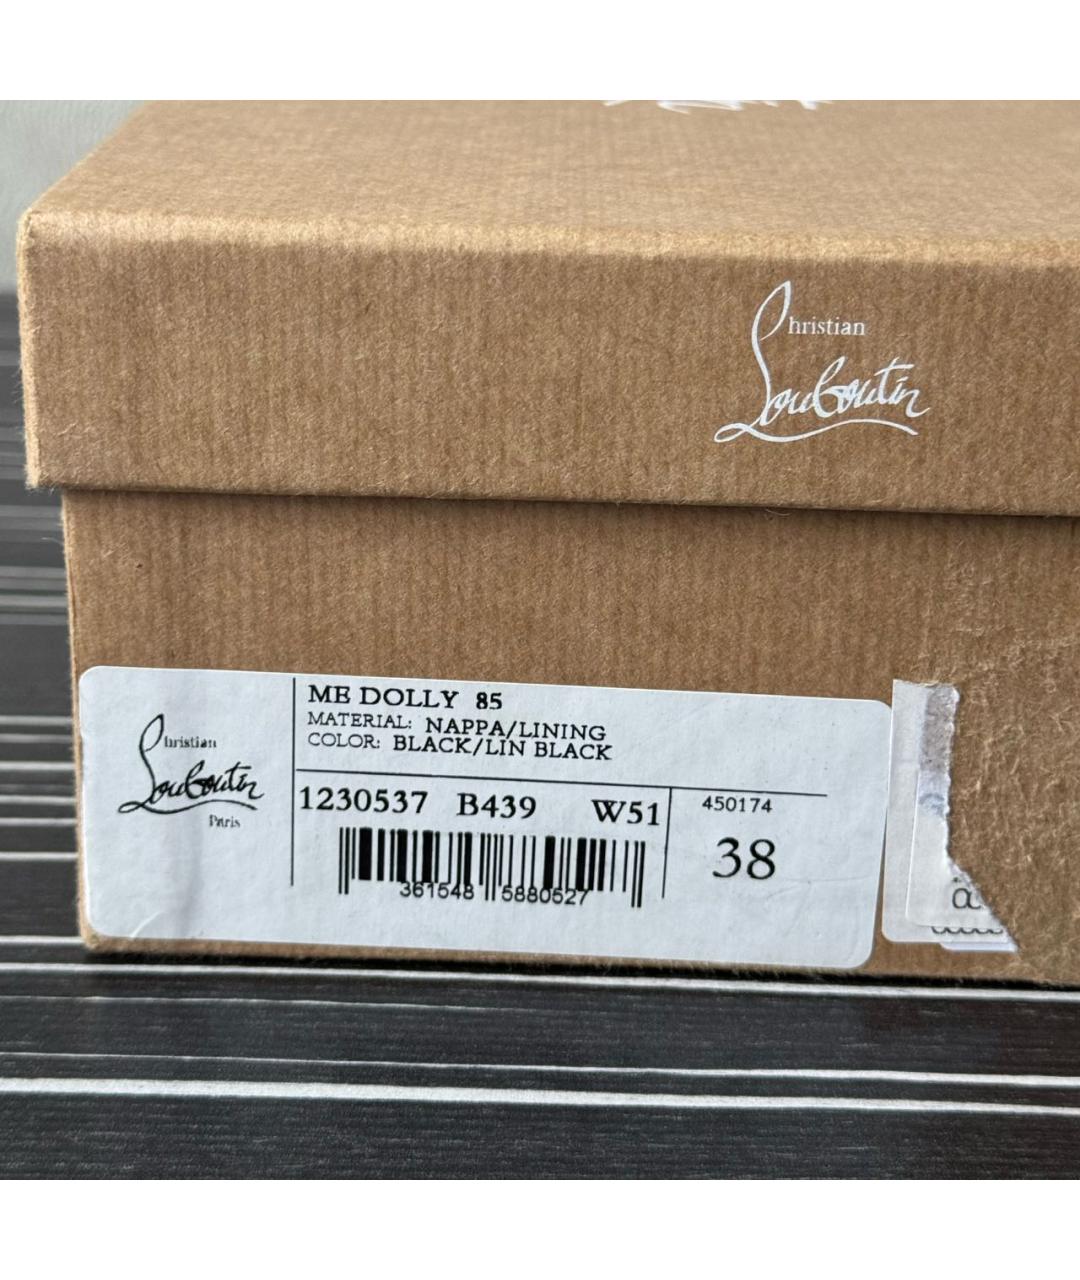 Christian
Louboutin
ME DOLLY 85
MATERIAL: NAPPA/LINING
COLOR: BLACK/LIN BLACK
Christian
Louboutin
Paris
1230537 B439 W51
450174
38
361548 5880527